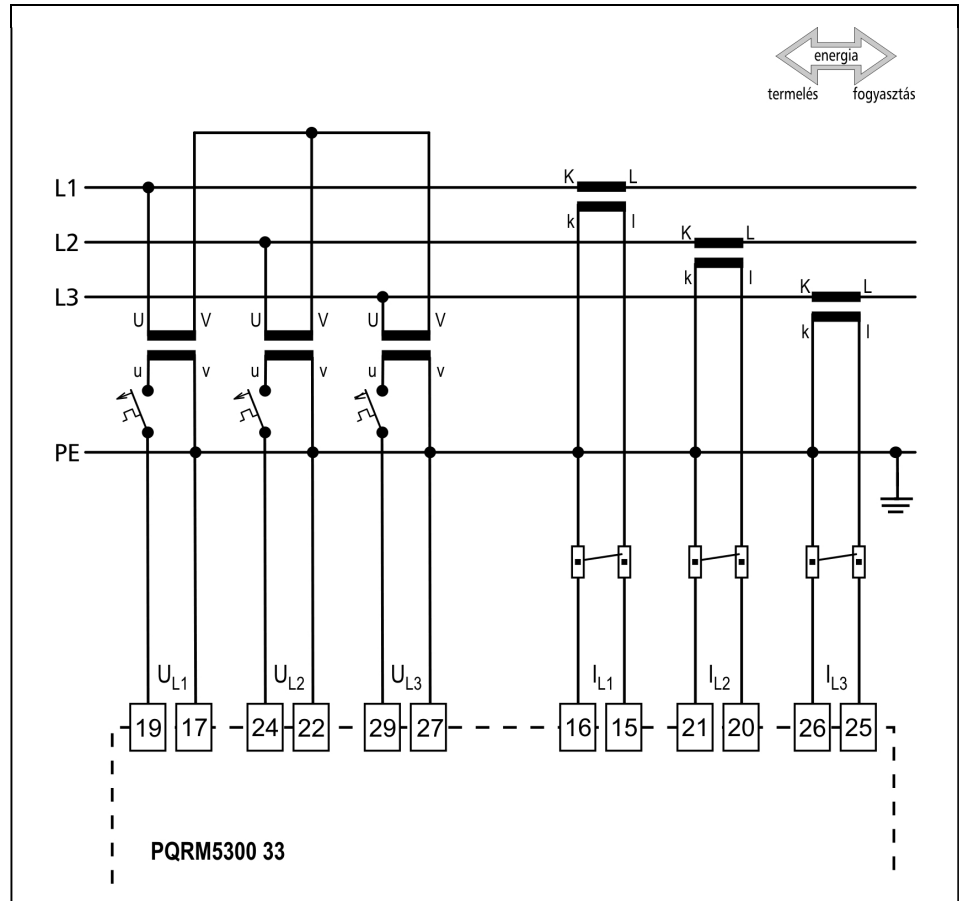 energia
termelés fogyasztás
L1 K L
k l
L2 K L
k l
L3 K L
k l
U V U V U V
u v u v u v
PE
UL1 UL2 UL3 IL1 IL2 IL3
19 17 24 22 29 27 16 15 21 20 26 25
PQRM5300 33